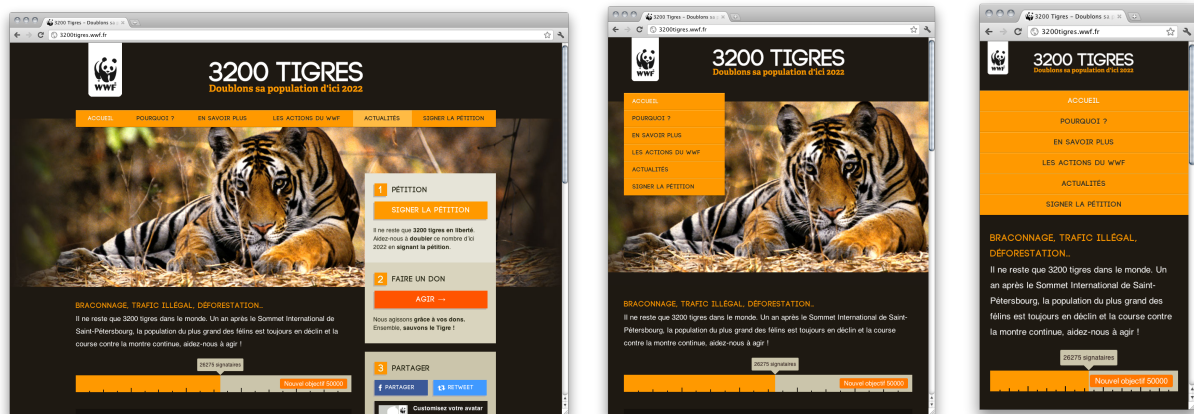 3200 Tigres – Doublons sa p
3200tigres.wwf.fr
WWF
3200 TIGRES
Doublons sa population d'ici 2022
ACCUEIL
POURQUOI ?
EN SAVOIR PLUS
LES ACTIONS DU WWF
ACTUALITÉS
SIGNER LA PÉTITION
1 PÉTITION
SIGNER LA PÉTITION
Il ne reste que 3200 tigres en liberté.
Aidez-nous à doubler ce nombre d'ici
2022 en signant la pétition.
2 FAIRE UN DON
AGIR →
Nous agissons grâce à vos dons.
Ensemble, sauvons le Tigre !
BRACONNAGE, TRAFIC ILLÉGAL, DÉFORESTATION...
Il ne reste que 3200 tigres dans le monde. Un an après le Sommet International de
Saint-Pétersbourg, la population du plus grand des félins est toujours en déclin et la
course contre la montre continue, aidez-nous à agir !
26275 signataires
Nouvel objectif 50000
3 PARTAGER
PARTAGER
RETWEET
Customisez votre avatar
3200 Tigres – Doublons sa p
3200tigres.wwf.fr
WWF
3200 TIGRES
Doublons sa population d'ici 2022
ACCUEIL
POURQUOI ?
EN SAVOIR PLUS
LES ACTIONS DU WWF
ACTUALITÉS
SIGNER LA PÉTITION
BRACONNAGE, TRAFIC ILLÉGAL, DÉFORESTATION...
Il ne reste que 3200 tigres dans le monde. Un an après le Sommet International de Saint-
Pétersbourg, la population du plus grand des félins est toujours en déclin et la course
contre la montre continue, aidez-nous à agir !
26275 signataires
Nouvel objectif 50000
3200 Tigres – Doublons sa p
3200tigres.wwf.fr
WWF
3200 TIGRES
Doublons sa population d'ici 2022
ACCUEIL
POURQUOI ?
EN SAVOIR PLUS
LES ACTIONS DU WWF
ACTUALITÉS
SIGNER LA PÉTITION
BRACONNAGE, TRAFIC ILLÉGAL,
DÉFORESTATION...
Il ne reste que 3200 tigres dans le monde. Un
an après le Sommet International de Saint-
Pétersbourg, la population du plus grand des
félins est toujours en déclin et la course contre
la montre continue, aidez-nous à agir !
26275 signataires
Nouvel objectif 50000